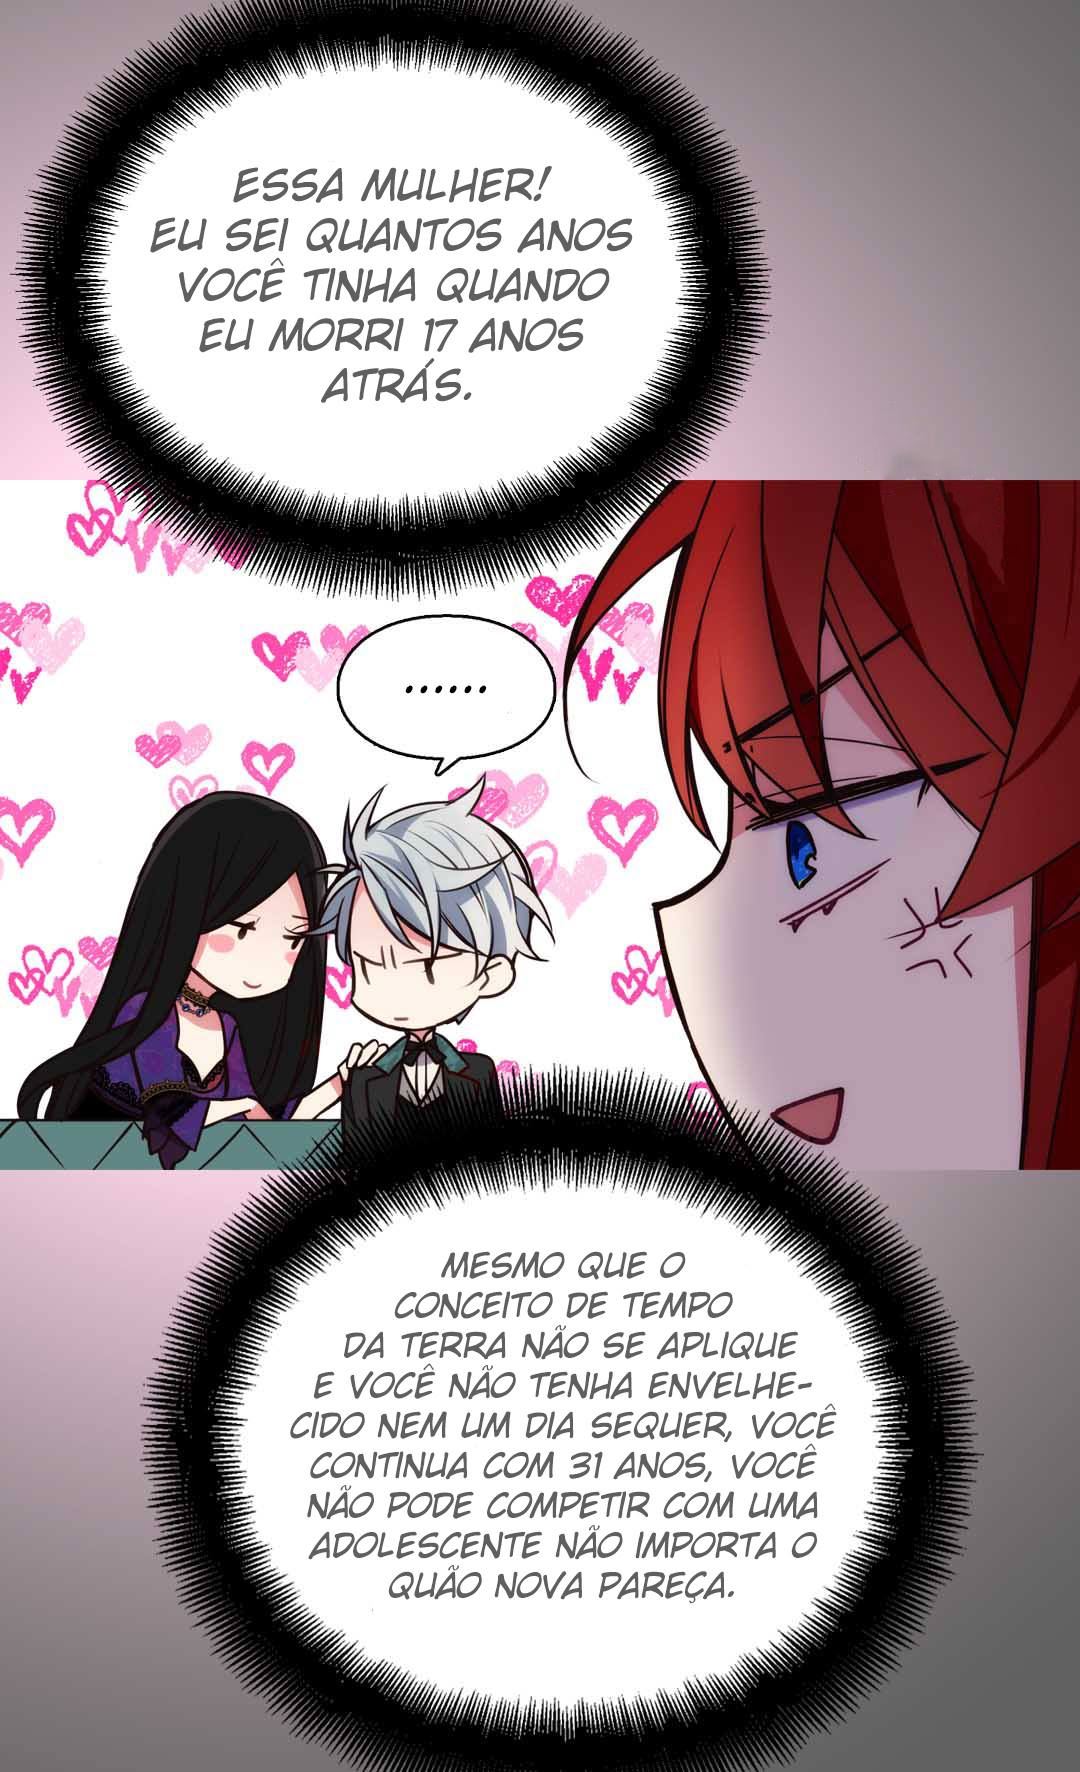 ESSA MULHER!
EU SEI QUANTOS ANOS
VOCÊ TINHA QUANDO
EU MORRI 17 ANOS
ATRÁS.
......
MESMO QUE O
CONCEITO DE TEMPO
DA TERRA NÃO SE APLIQUE
E VOCÊ NÃO TENHA ENVELHE-
CIDO NEM UM DIA SEQUER, VOCÊ
CONTINUA COM 31 ANOS, VOCÊ
NÃO PODE COMPETIR COM UMA
ADOLESCENTE NÃO IMPORTA O
QUÃO NOVA PAREÇA.